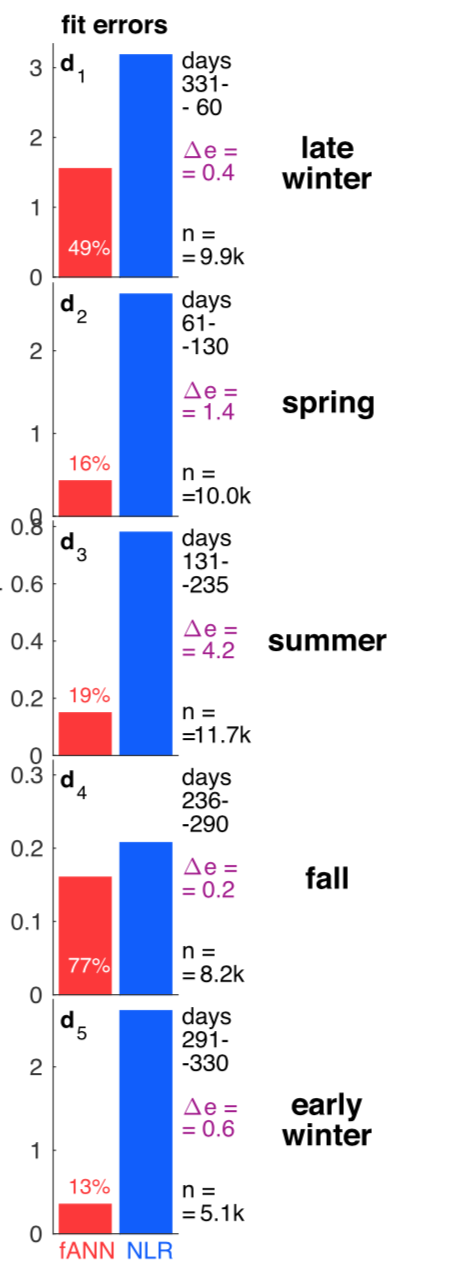 fit errors
3
2
1
0
d1
49%
days
331-
- 60
Δe =
= 0.4
n =
= 9.9k
late
winter
2
1
0
d2
16%
days
61-
-130
Δe =
= 1.4
n =
=10.0k
spring
0.8
0.6
0.4
0.2
0
d3
19%
days
131-
-235
Δe =
= 4.2
n =
=11.7k
summer
0.3
0.2
0.1
0
d4
77%
days
236-
-290
Δe =
= 0.2
n =
= 8.2k
fall
2
1
0
d5
13%
days
291-
-330
Δe =
= 0.6
n =
= 5.1k
early
winter
fANN NLR